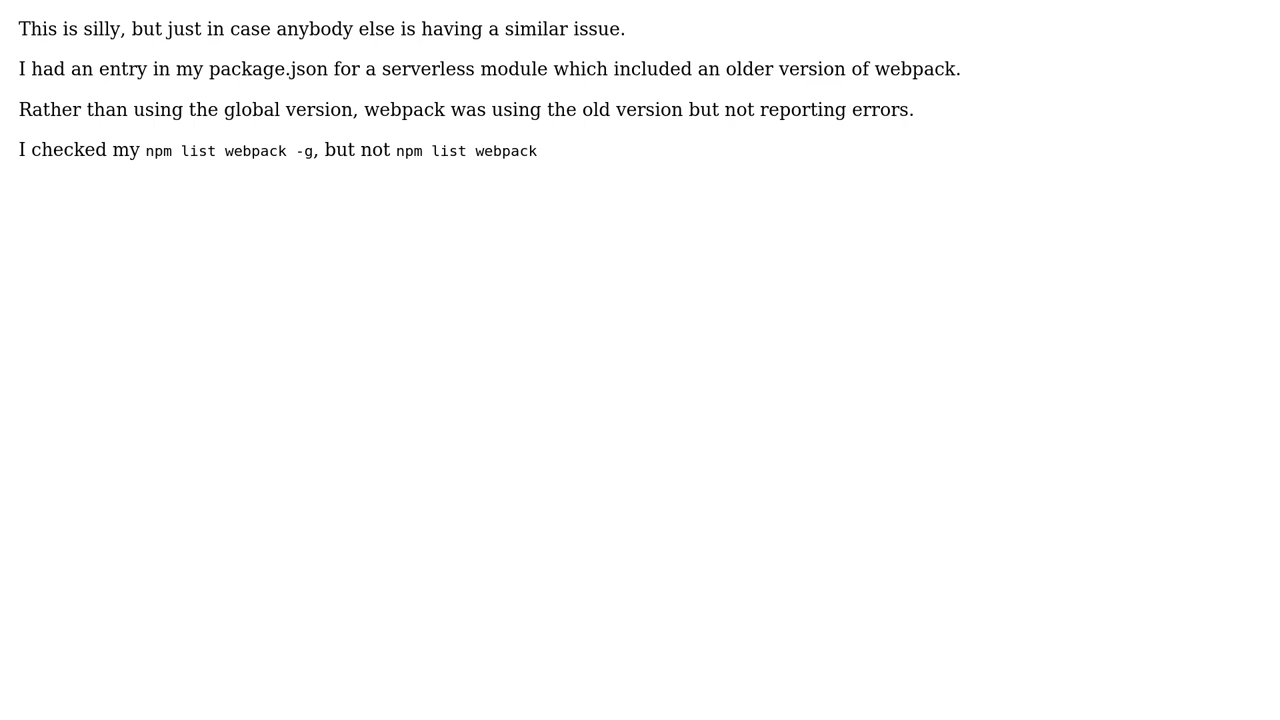 This is silly, but just in case anybody else is having a similar issue.
I had an entry in my package.json for a serverless module which included an older version of webpack.
Rather than using the global version, webpack was using the old version but not reporting errors.
I checked my npm list webpack -g, but not npm list webpack